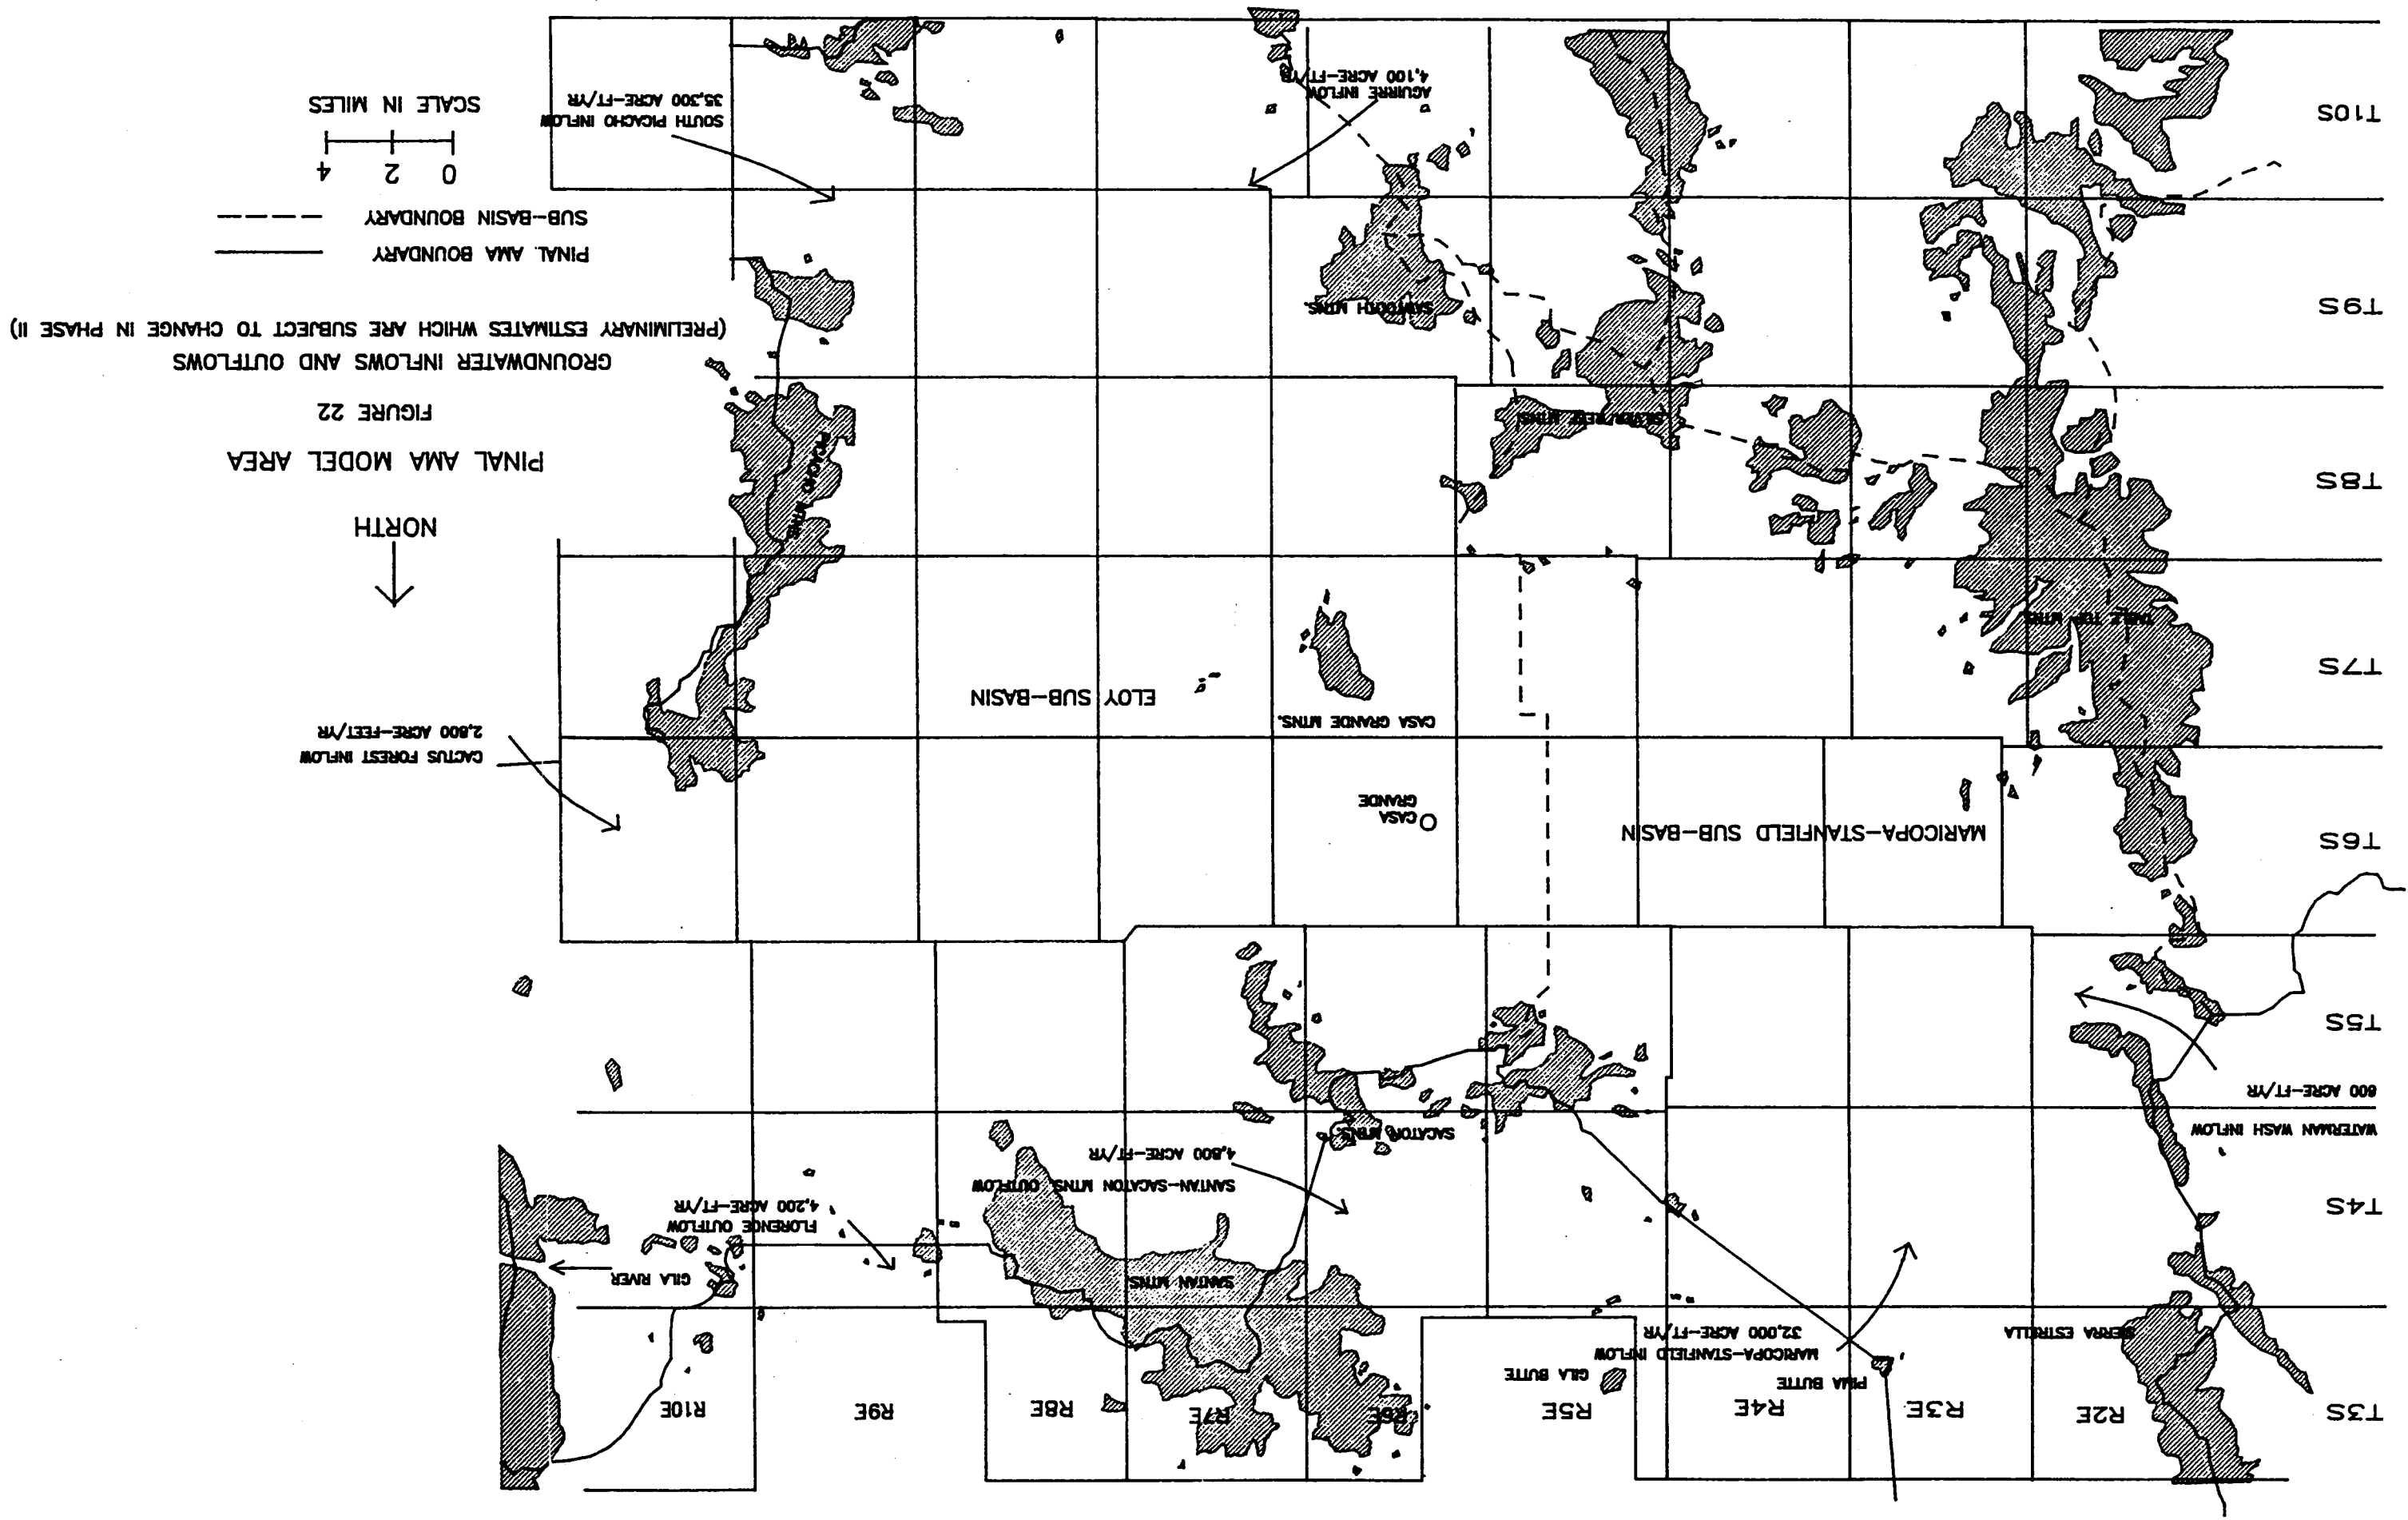 T3S
R2E
R3E
R4E
R5E
R6E
R7E
R8E
R9E
R10E
PIMA BUTTE
GILA BUTTE
MARICOPA-STANFIELD INFLOW
32,000 ACRE-FT/YR
SIERRA ESTRELLA
SANTAN MTNS
GILA RIVER
FLORENCE OUTFLOW
4,200 ACRE-FT/YR
T4S
SANTAN-SACATON MTNS. OUTFLOW
4,800 ACRE-FT/YR
WATERMAN WASH INFLOW
600 ACRE-FT/YR
SACATON MTNS.
T5S
T6S
MARICOPA-STANFIELD SUB-BASIN
CASA
GRANDE
CACTUS FOREST INFLOW
2,800 ACRE-FEET/YR
CASA GRANDE MTNS.
ELOY SUB-BASIN
T7S
TABLE TOP MTNS.
NORTH
T8S
PICACHO MTNS
PINAL AMA MODEL AREA
FIGURE 22
GROUNDWATER INFLOWS AND OUTFLOWS
(PRELIMINARY ESTIMATES WHICH ARE SUBJECT TO CHANGE IN PHASE II)
SILVER REEF MTNS.
T9S
SAWTOOTH MTNS.
PINAL AMA BOUNDARY
SUB-BASIN BOUNDARY
0 2 4
SCALE IN MILES
T10S
AGUIRRE INFLOW
4,100 ACRE-FT/YR
SOUTH PICACHO INFLOW
35,300 ACRE-FT/YR